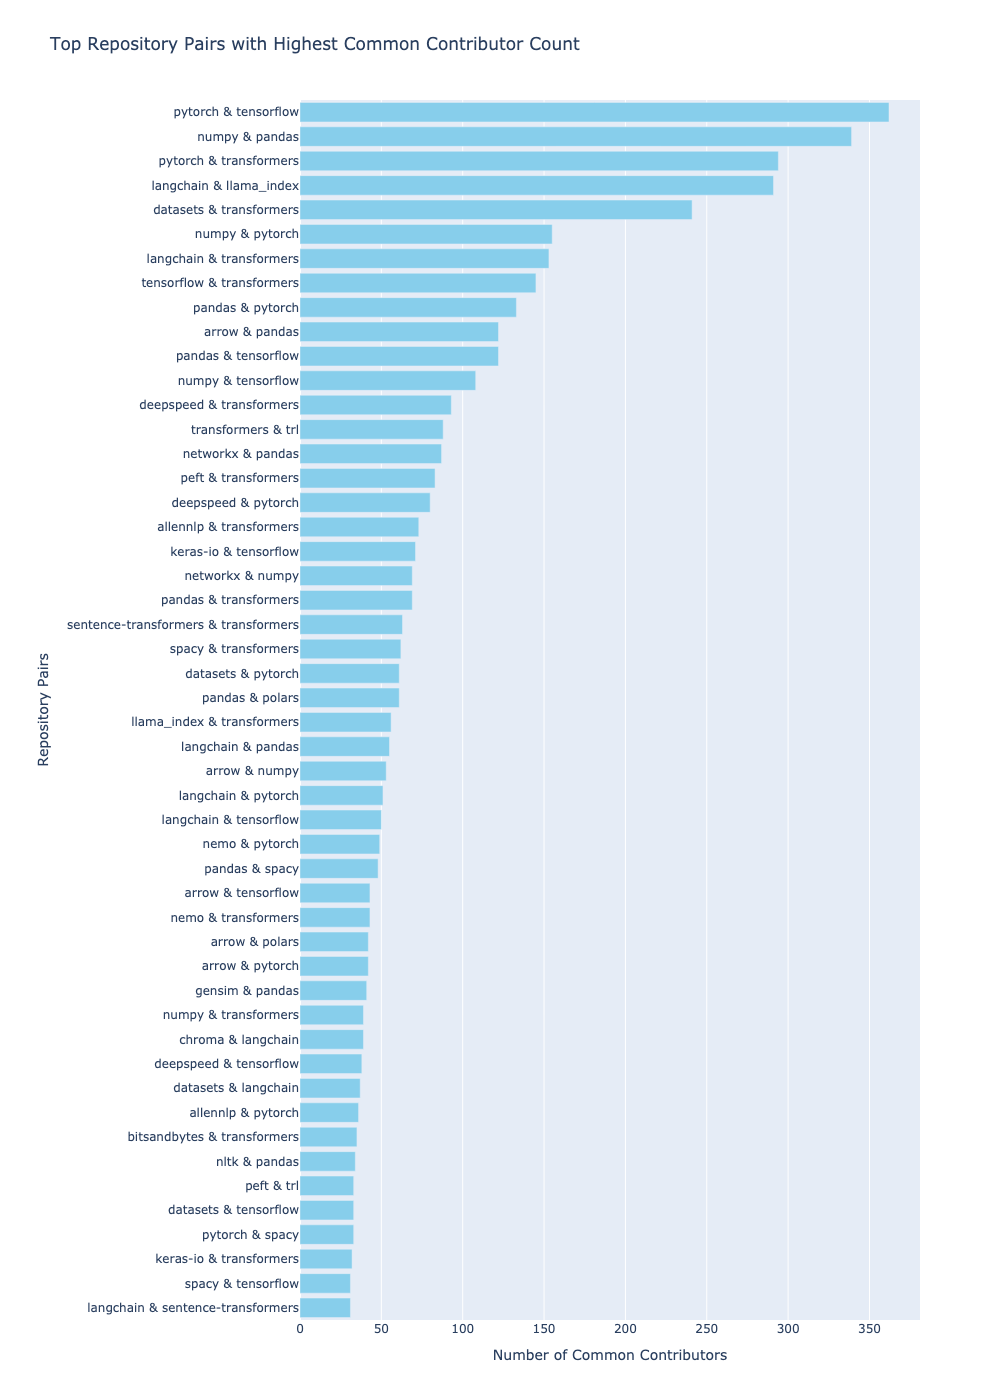 Top Repository Pairs with Highest Common Contributor Count
pytorch & tensorflow
numpy & pandas
pytorch & transformers
langchain & llama_index
datasets & transformers
numpy & pytorch
langchain & transformers
tensorflow & transformers
pandas & pytorch
arrow & pandas
pandas & tensorflow
numpy & tensorflow
deepspeed & transformers
transformers & trl
networkx & pandas
peft & transformers
deepspeed & pytorch
allennlp & transformers
keras-io & tensorflow
networkx & numpy
pandas & transformers
sentence-transformers & transformers
spacy & transformers
datasets & pytorch
pandas & polars
llama_index & transformers
langchain & pandas
arrow & numpy
langchain & pytorch
langchain & tensorflow
nemo & pytorch
pandas & spacy
arrow & tensorflow
nemo & transformers
arrow & polars
arrow & pytorch
gensim & pandas
numpy & transformers
chroma & langchain
deepspeed & tensorflow
datasets & langchain
allennlp & pytorch
bitsandbytes & transformers
nltk & pandas
peft & trl
datasets & tensorflow
pytorch & spacy
keras-io & transformers
spacy & tensorflow
langchain & sentence-transformers
Repository Pairs
0 50 100 150 200 250 300 350
Number of Common Contributors